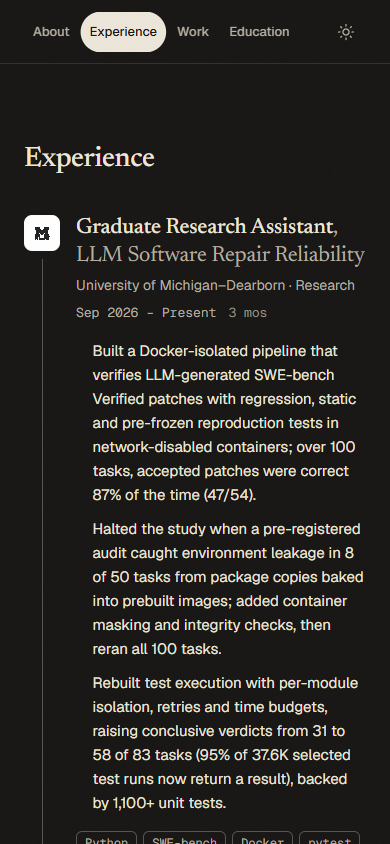 About Experience Work Education
Experience
M
Graduate Research Assistant,
LLM Software Repair Reliability
University of Michigan–Dearborn · Research
Sep 2026 – Present 3 mos
Built a Docker-isolated pipeline that
verifies LLM-generated SWE-bench
Verified patches with regression, static
and pre-frozen reproduction tests in
network-disabled containers; over 100
tasks, accepted patches were correct
87% of the time (47/54).
Halted the study when a pre-registered
audit caught environment leakage in 8
of 50 tasks from package copies baked
into prebuilt images; added container
masking and integrity checks, then
reran all 100 tasks.
Rebuilt test execution with per-module
isolation, retries and time budgets,
raising conclusive verdicts from 31 to
58 of 83 tasks (95% of 37.6K selected
test runs now return a result), backed
by 1,100+ unit tests.
Python SWE-bench Docker pytest